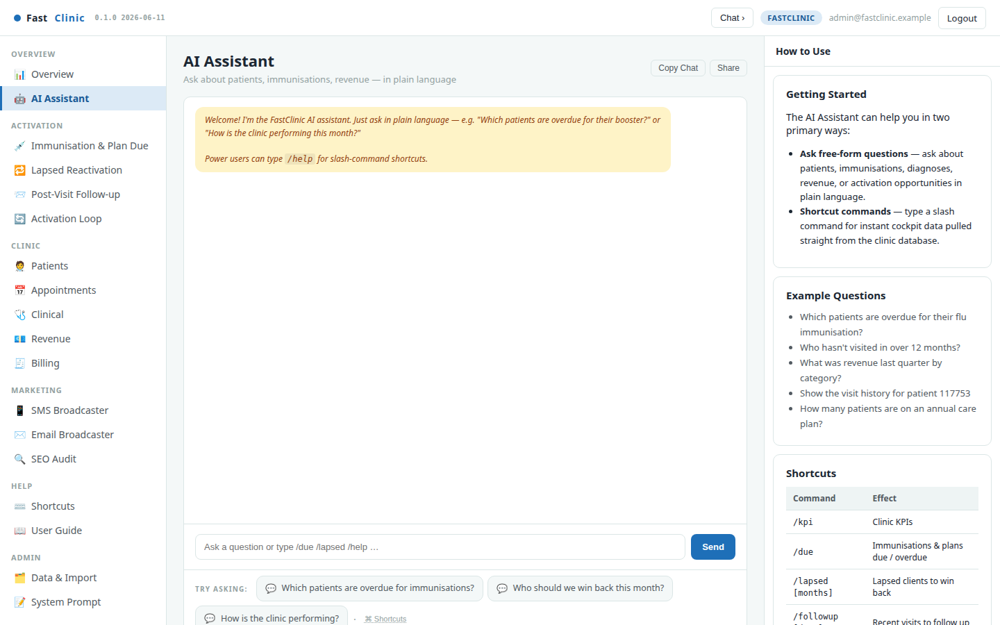 Fast Clinic 0.1.0 2026-06-11
Chat ›
FASTCLINIC
admin@fastclinic.example
Logout
OVERVIEW
Overview
AI Assistant
ACTIVATION
Immunisation & Plan Due
Lapsed Reactivation
Post-Visit Follow-up
Activation Loop
CLINIC
Patients
Appointments
Clinical
Revenue
Billing
MARKETING
SMS Broadcaster
Email Broadcaster
SEO Audit
HELP
Shortcuts
User Guide
ADMIN
Data & Import
System Prompt
AI Assistant
Ask about patients, immunisations, revenue — in plain language
Copy Chat
Share
Welcome! I'm the FastClinic AI assistant. Just ask in plain language — e.g. "Which patients are overdue for their booster?" or
"How is the clinic performing this month?"
Power users can type /help for slash-command shortcuts.
Ask a question or type /due /lapsed /help …
Send
TRY ASKING:
Which patients are overdue for immunisations?
Who should we win back this month?
How is the clinic performing?
· ⌘ Shortcuts
How to Use
Getting Started
The AI Assistant can help you in two
primary ways:
Ask free-form questions — ask about
patients, immunisations, diagnoses,
revenue, or activation opportunities in
plain language.
Shortcut commands — type a slash
command for instant cockpit data pulled
straight from the clinic database.
Example Questions
Which patients are overdue for their flu
immunisation?
Who hasn't visited in over 12 months?
What was revenue last quarter by
category?
Show the visit history for patient 117753
How many patients are on an annual care
plan?
Shortcuts
Command Effect
/kpi Clinic KPIs
/due Immunisations & plans
due / overdue
/lapsed Lapsed clients to win
[months] back
/followup
Recent visits to follow up